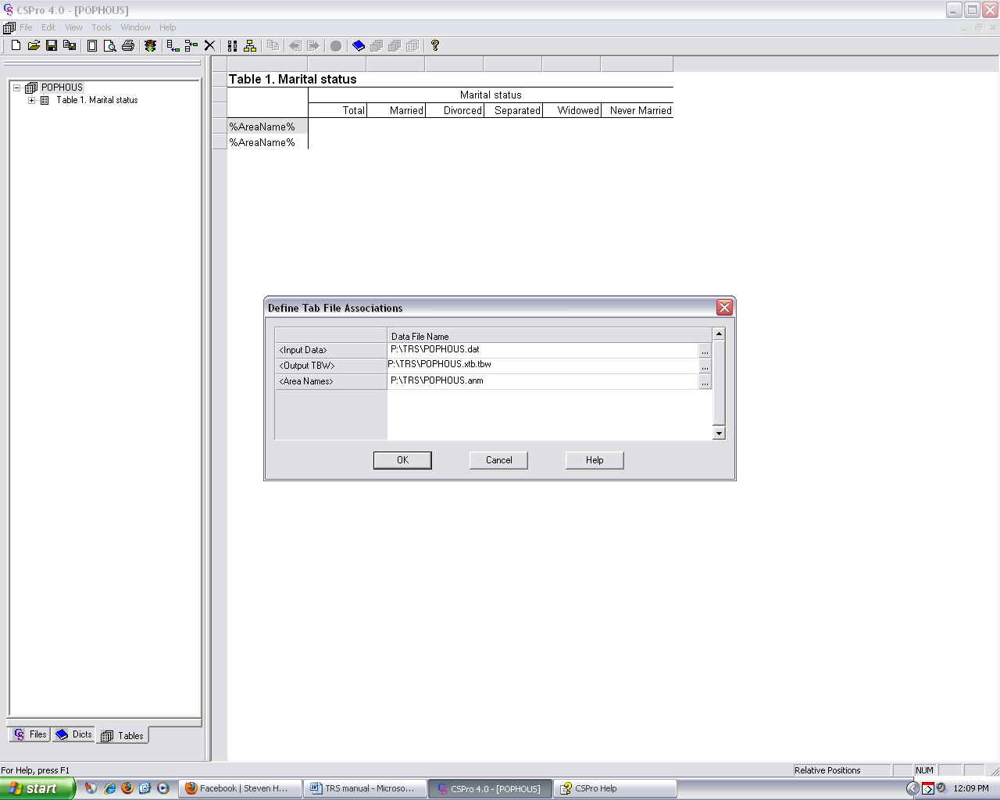 CSPro 4.0 - [POPHOUS]
File Edit View Tools Window Help
POPHOUS
Table 1. Marital status
Table 1. Marital status
Marital status
Total Married Divorced Separated Widowed Never Married
%AreaName%
%AreaName%
Define Tab File Associations
Data File Name
<Input Data> P:\TRS\POPHOUS.dat ...
<Output TBW> P:\TRS\POPHOUS.xtb.tbw ...
<Area Names> P:\TRS\POPHOUS.anm ...
OK Cancel Help
Files Dicts Tables
For Help, press F1 Relative Positions NUM
start Facebook | Steven H... TRS manual - Microso... CSPro 4.0 - [POPHOUS] CSPro Help 12:09 PM